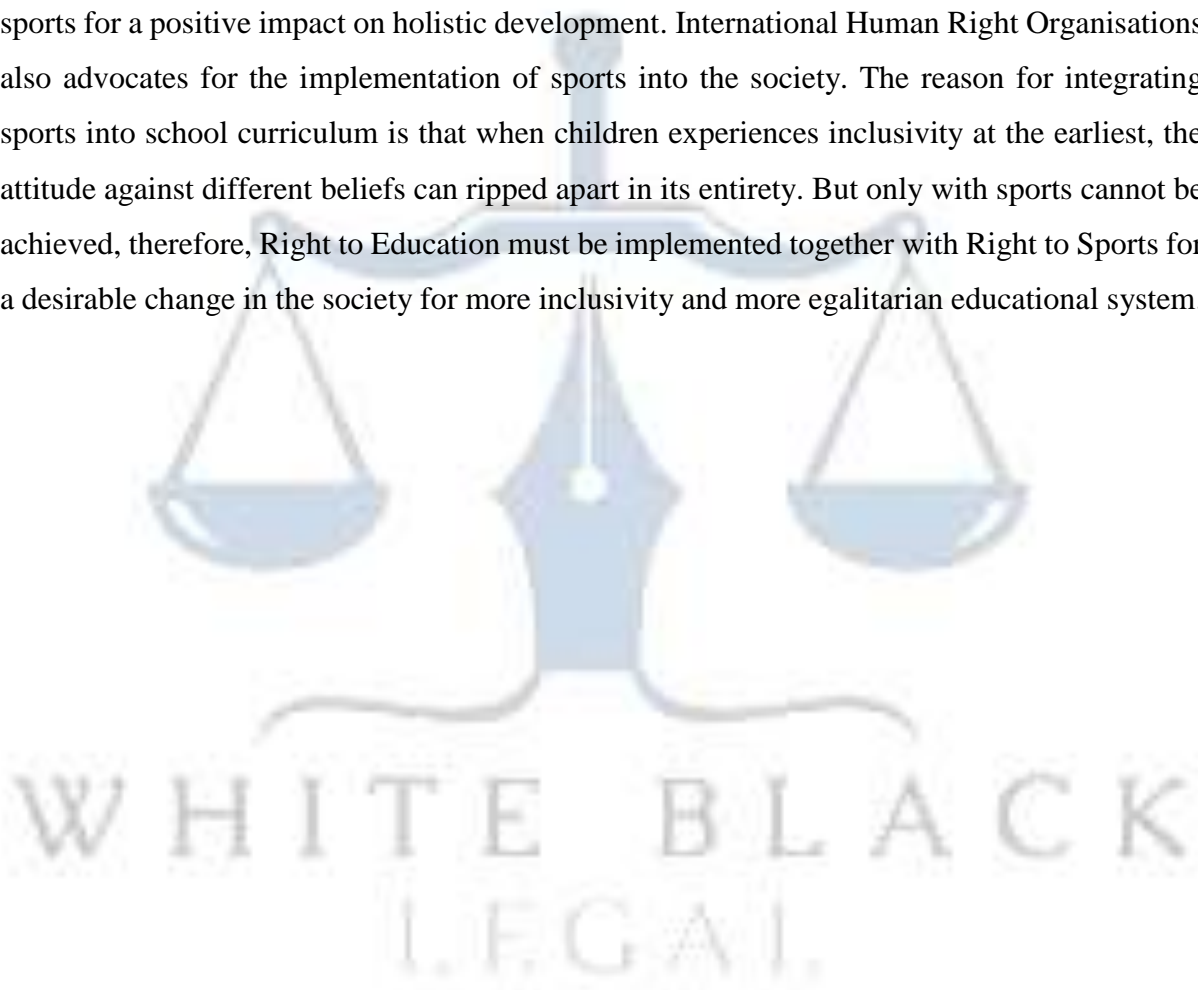 sports for a positive impact on holistic development. International Human Right Organisations
also advocates for the implementation of sports into the society. The reason for integrating
sports into school curriculum is that when children experiences inclusivity at the earliest, the
attitude against different beliefs can ripped apart in its entirety. But only with sports cannot be
achieved, therefore, Right to Education must be implemented together with Right to Sports for
a desirable change in the society for more inclusivity and more egalitarian educational system.
WHITE BLACK
LEGAL